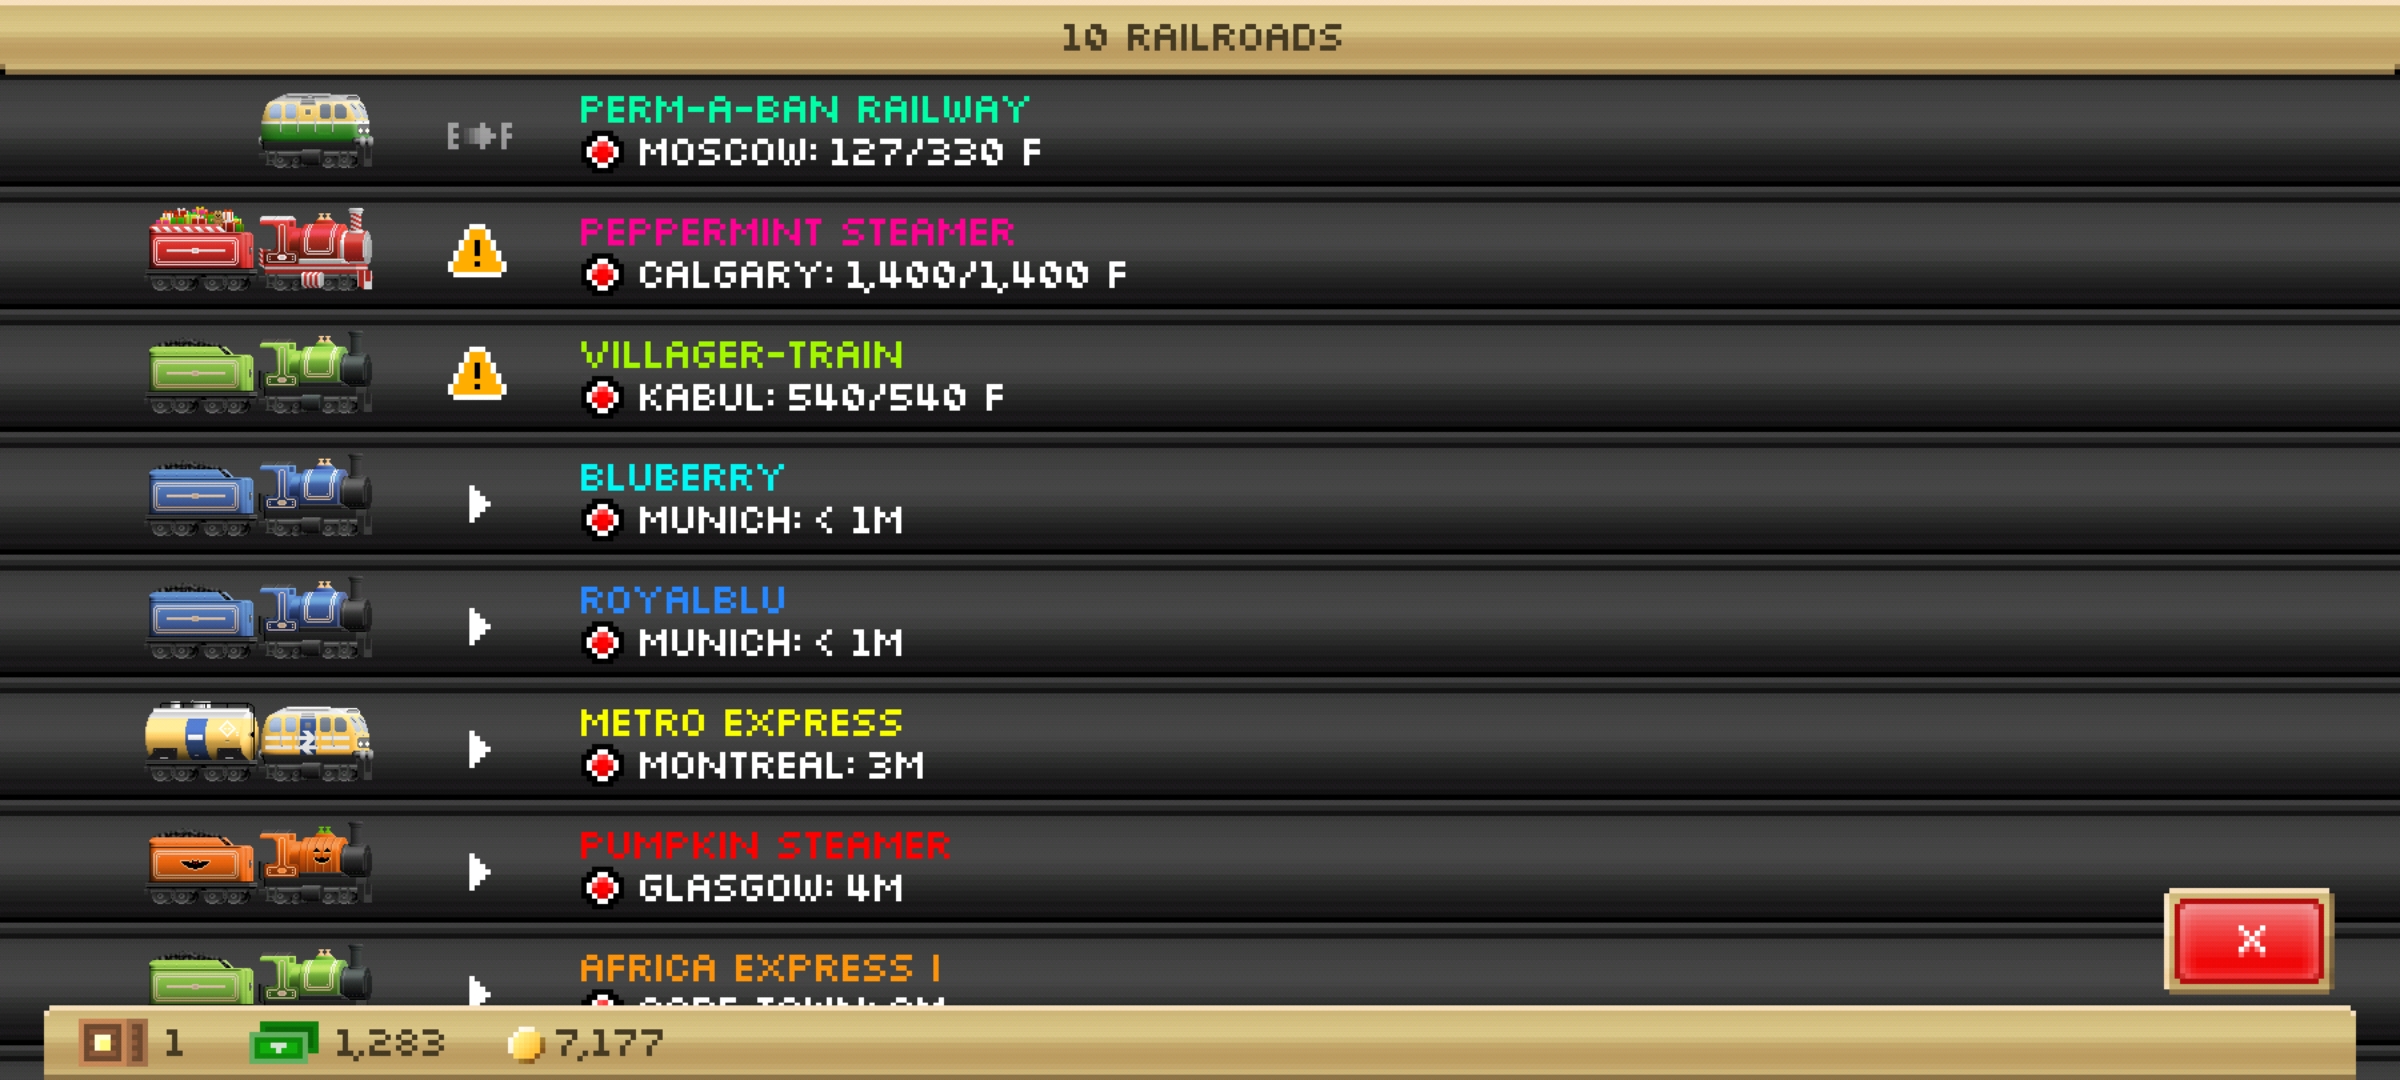 10 RAILROADS
PERM-A-BAN RAILWAY
E F
MOSCOW: 127/330 F
PEPPERMINT STEAMER
CALGARY: 1,400/1,400 F
VILLAGER-TRAIN
KABUL: 540/540 F
BLUBERRY
MUNICH: < 1M
ROYALBLU
MUNICH: < 1M
METRO EXPRESS
MONTREAL: 3M
PUMPKIN STEAMER
GLASGOW: 4M
X
AFRICA EXPRESS I
1 1,283 7,177